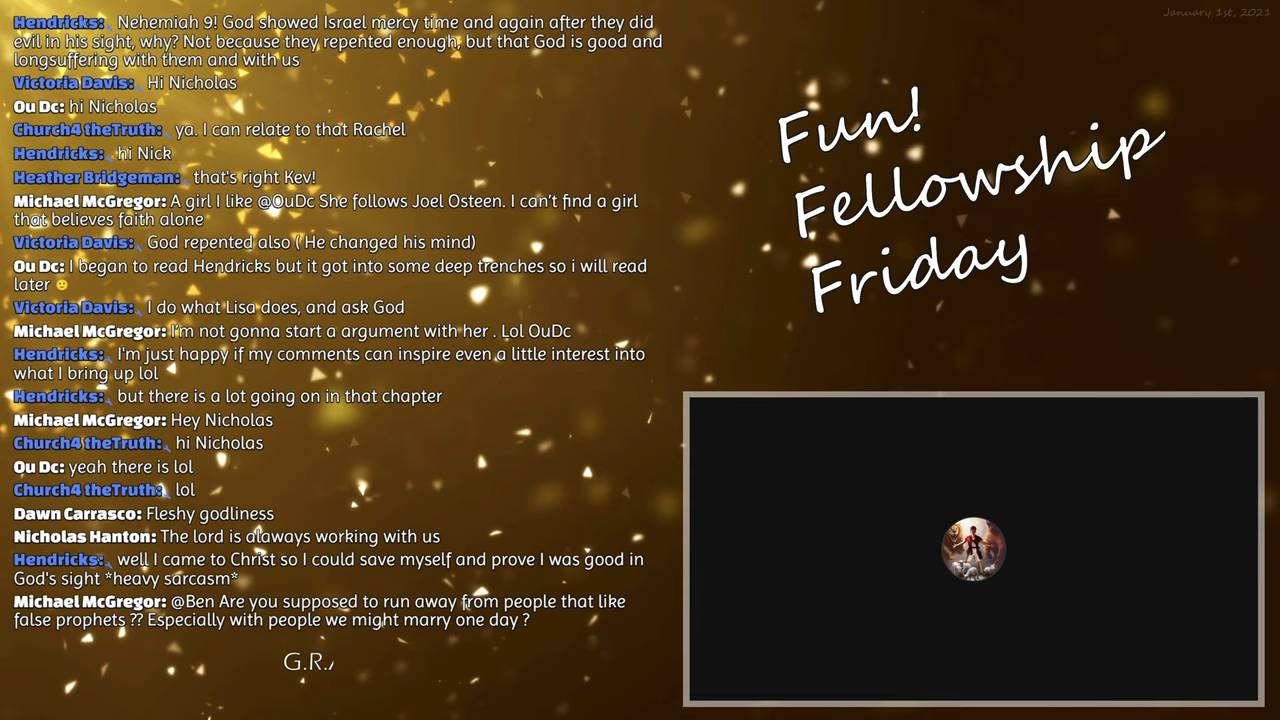 Hendricks: Nehemiah 9! God showed Israel mercy time and again after they did
evil in his sight, why? Not because they repented enough, but that God is good and
longsuffering with them and with us
Victoria Davis: Hi Nicholas
Ou Dc: hi Nicholas
Church4 theTruth: ya. I can relate to that Rachel
Hendricks: hi Nick
Heather Bridgeman: that's right Kev!
Michael McGregor: A girl I like @OuDc She follows Joel Osteen. I can't find a girl
that believes faith alone
Victoria Davis: God repented also ( He changed his mind)
Ou Dc: I began to read Hendricks but it got into some deep trenches so i will read
later 🙂
Victoria Davis: I do what Lisa does, and ask God
Michael McGregor: I'm not gonna start a argument with her . Lol OuDc
Hendricks: I'm just happy if my comments can inspire even a little interest into
what I bring up lol
Hendricks: but there is a lot going on in that chapter
Michael McGregor: Hey Nicholas
Church4 theTruth: hi Nicholas
Ou Dc: yeah there is lol
Church4 theTruth: lol
Dawn Carrasco: Fleshy godliness
Nicholas Hanton: The lord is alaways working with us
Hendricks: well I came to Christ so I could save myself and prove I was good in
God's sight *heavy sarcasm*
Michael McGregor: @Ben Are you supposed to run away from people that like
false prophets ?? Especially with people we might marry one day ?
G.R.
January 1st, 2021
Fun!
Fellowship
Friday